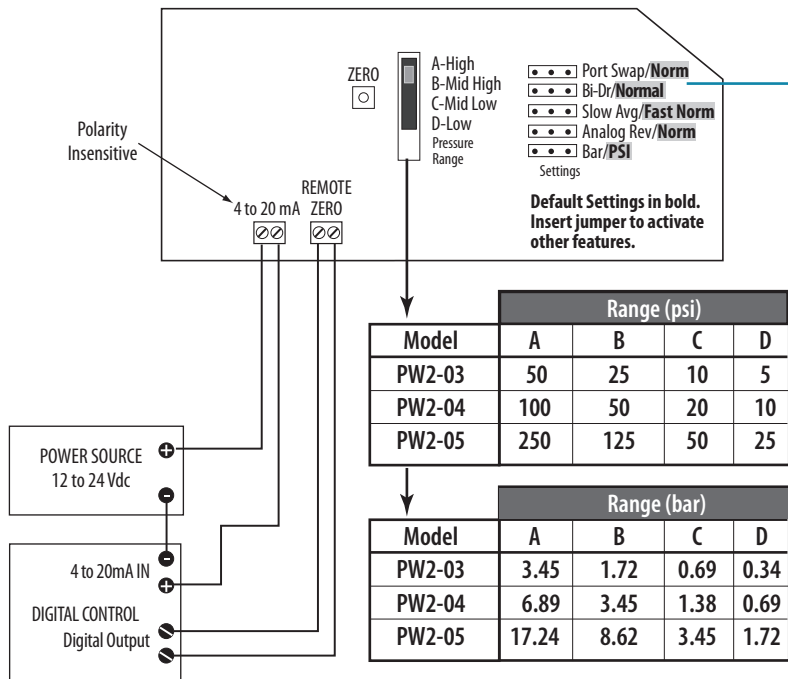 ZERO
A-High
B-Mid High
C-Mid Low
D-Low
Pressure
Range
Port Swap/Norm
Bi-Dr/Normal
Slow Avg/Fast Norm
Analog Rev/Norm
Bar/PSI
Settings
Default Settings in bold.
Insert jumper to activate
other features.
Polarity
Insensitive
4 to 20 mA
REMOTE
ZERO
Range (psi)
Model A B C D
PW2-03 50 25 10 5
PW2-04 100 50 20 10
PW2-05 250 125 50 25
POWER SOURCE
12 to 24 Vdc
+
-
Range (bar)
Model A B C D
PW2-03 3.45 1.72 0.69 0.34
PW2-04 6.89 3.45 1.38 0.69
PW2-05 17.24 8.62 3.45 1.72
-
4 to 20mA IN
+
DIGITAL CONTROL
Digital Output